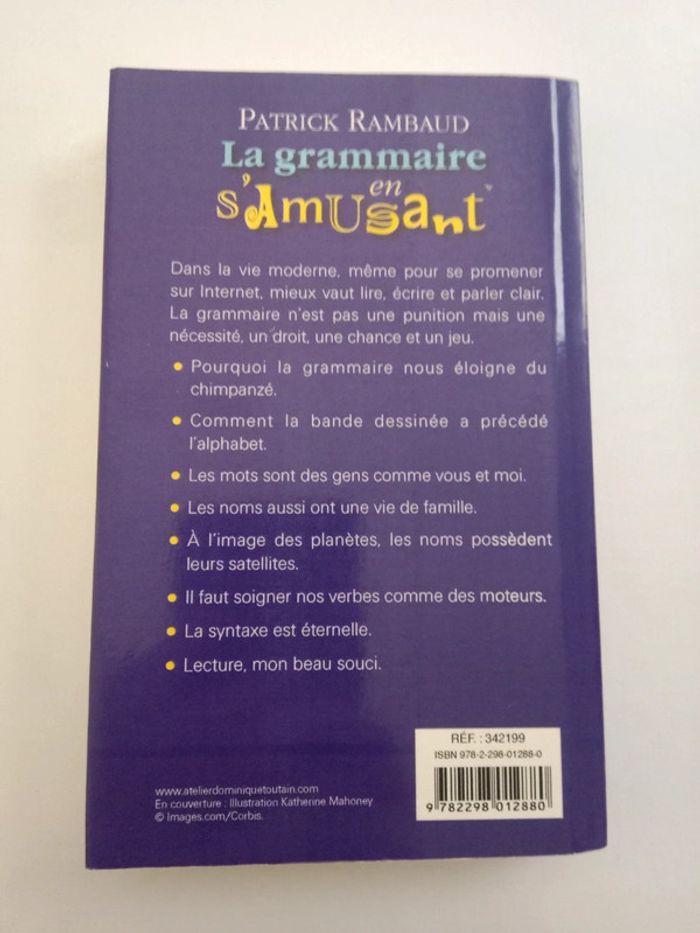 PATRICK RAMBAUD
La grammaire
en
s'Amusant
Dans la vie moderne, même pour se promener
sur Internet, mieux vaut lire, écrire et parler clair.
La grammaire n'est pas une punition mais une
nécessité, un droit, une chance et un jeu.
• Pourquoi la grammaire nous éloigne du
chimpanzé.
• Comment la bande dessinée a précédé
l'alphabet.
• Les mots sont des gens comme vous et moi.
• Les noms aussi ont une vie de famille.
• À l'image des planètes, les noms possèdent
leurs satellites.
• Il faut soigner nos verbes comme des moteurs.
• La syntaxe est éternelle.
• Lecture, mon beau souci.
RÉF. : 342199
ISBN 978-2-298-01288-0
9 782298 012880
www.atelierdominiquetoutain.com
En couverture : Illustration Katherine Mahoney
© Images.com/Corbis.